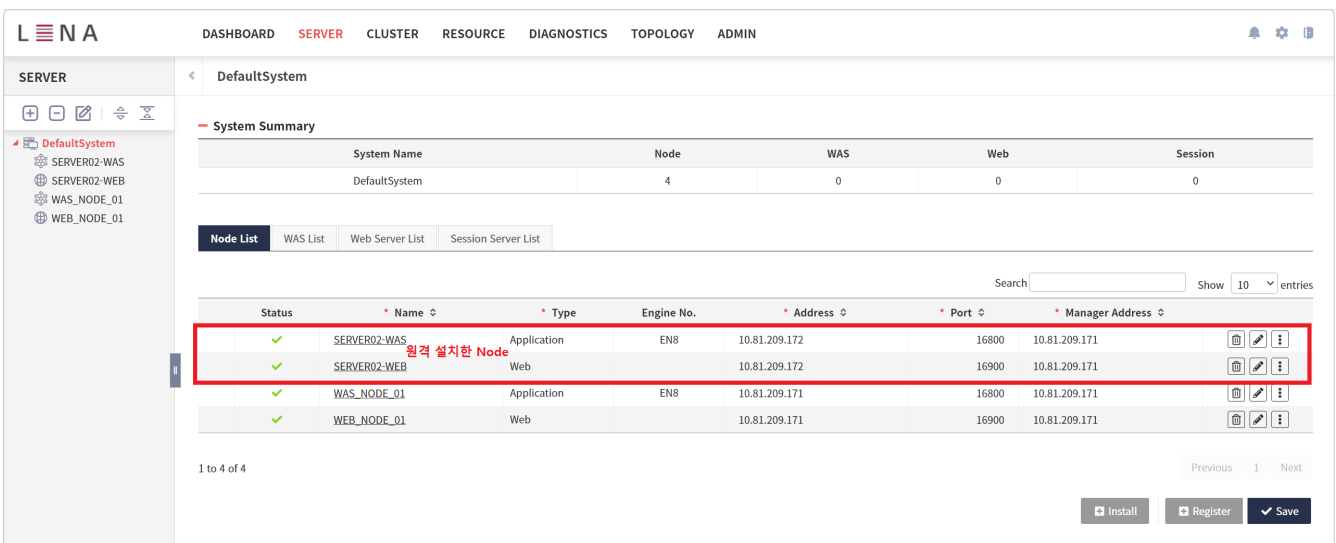 LENA
DASHBOARD SERVER CLUSTER RESOURCE DIAGNOSTICS TOPOLOGY ADMIN
SERVER
DefaultSystem
DefaultSystem
SERVER02-WAS
SERVER02-WEB
WAS_NODE_01
WEB_NODE_01
System Summary
System Name Node WAS Web Session
DefaultSystem 4 0 0 0
Node List WAS List Web Server List Session Server List
Search Show 10 entries
Status * Name * Type Engine No. * Address * Port * Manager Address
SERVER02-WAS Application EN8 10.81.209.172 16800 10.81.209.171
원격 설치한 Node
SERVER02-WEB Web 10.81.209.172 16900 10.81.209.171
WAS_NODE_01 Application EN8 10.81.209.171 16800 10.81.209.171
WEB_NODE_01 Web 10.81.209.171 16900 10.81.209.171
1 to 4 of 4
Previous 1 Next
Install Register Save